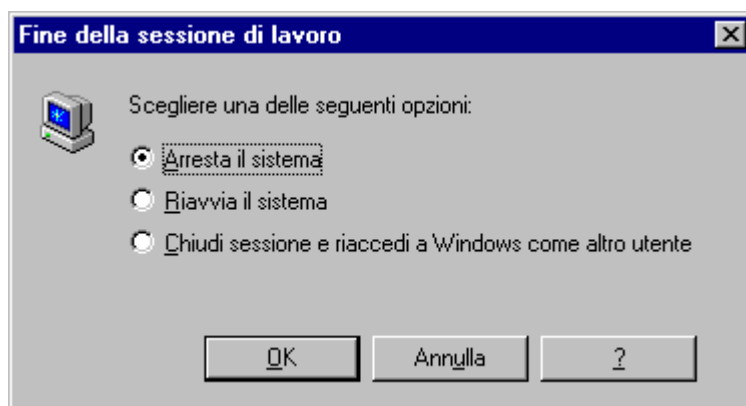 Fine della sessione di lavoro
Scegliere una delle seguenti opzioni:
Arresta il sistema
Riavvia il sistema
Chiudi sessione e riaccedi a Windows come altro utente
OK Annulla ?